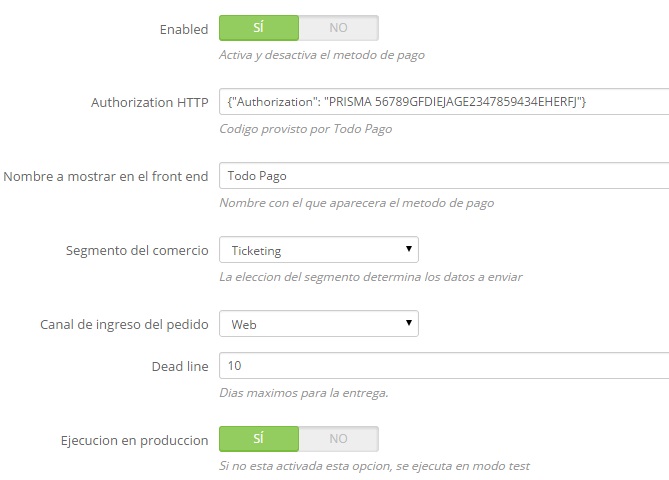 Enabled SÍ NO
Activa y desactiva el metodo de pago
Authorization HTTP {"Authorization": "PRISMA 56789GFDIEJAGE2347859434EHERFJ"}
Codigo provisto por Todo Pago
Nombre a mostrar en el front end Todo Pago
Nombre con el que aparecera el metodo de pago
Segmento del comercio Ticketing
La eleccion del segmento determina los datos a enviar
Canal de ingreso del pedido Web
Dead line 10
Dias maximos para la entrega.
Ejecucion en produccion SÍ NO
Si no esta activada esta opcion, se ejecuta en modo test